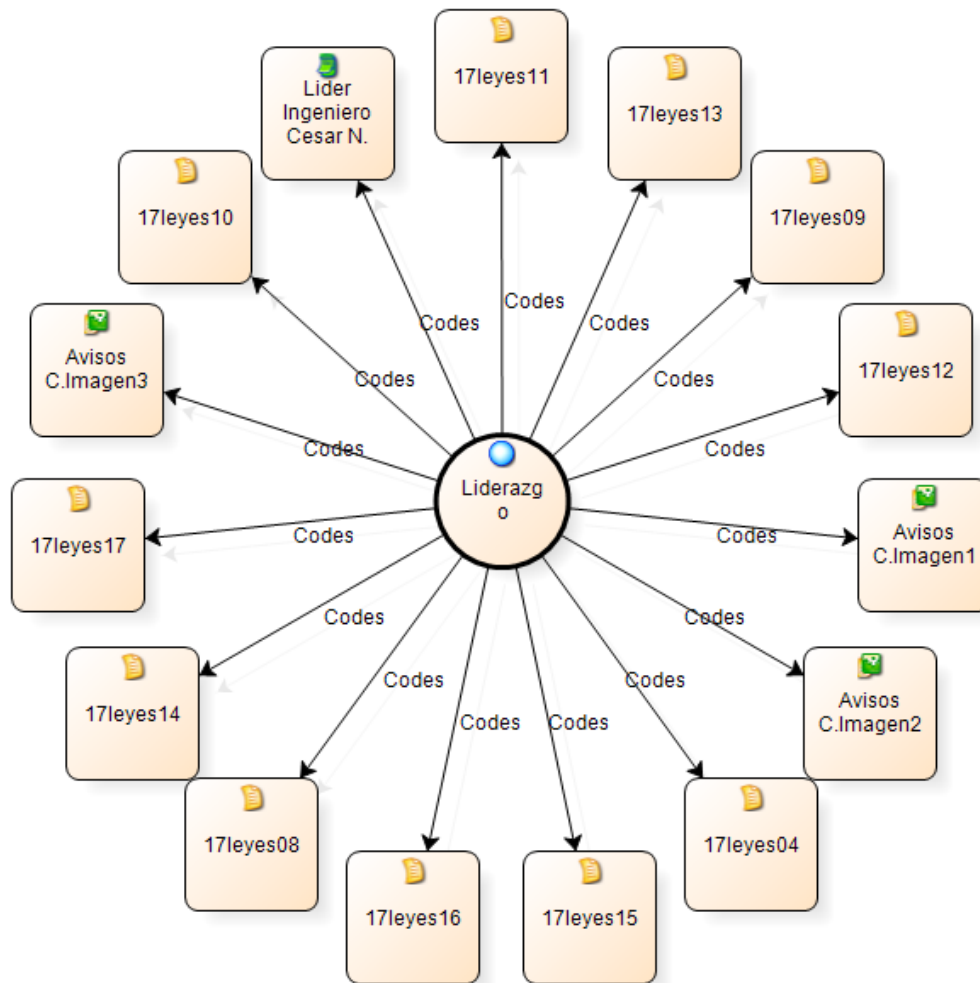 17leyes11
Lider
Ingeniero
Cesar N.
17leyes13
17leyes10
17leyes09
Avisos
C.Imagen3
17leyes12
Codes
Codes
Codes
Codes
Codes
Codes
Codes
Liderazg
o
17leyes17
Codes
Codes
Avisos
C.Imagen1
Codes
Codes
Codes
Codes
Codes
Codes
17leyes14
Avisos
C.Imagen2
17leyes08
17leyes04
17leyes16
17leyes15